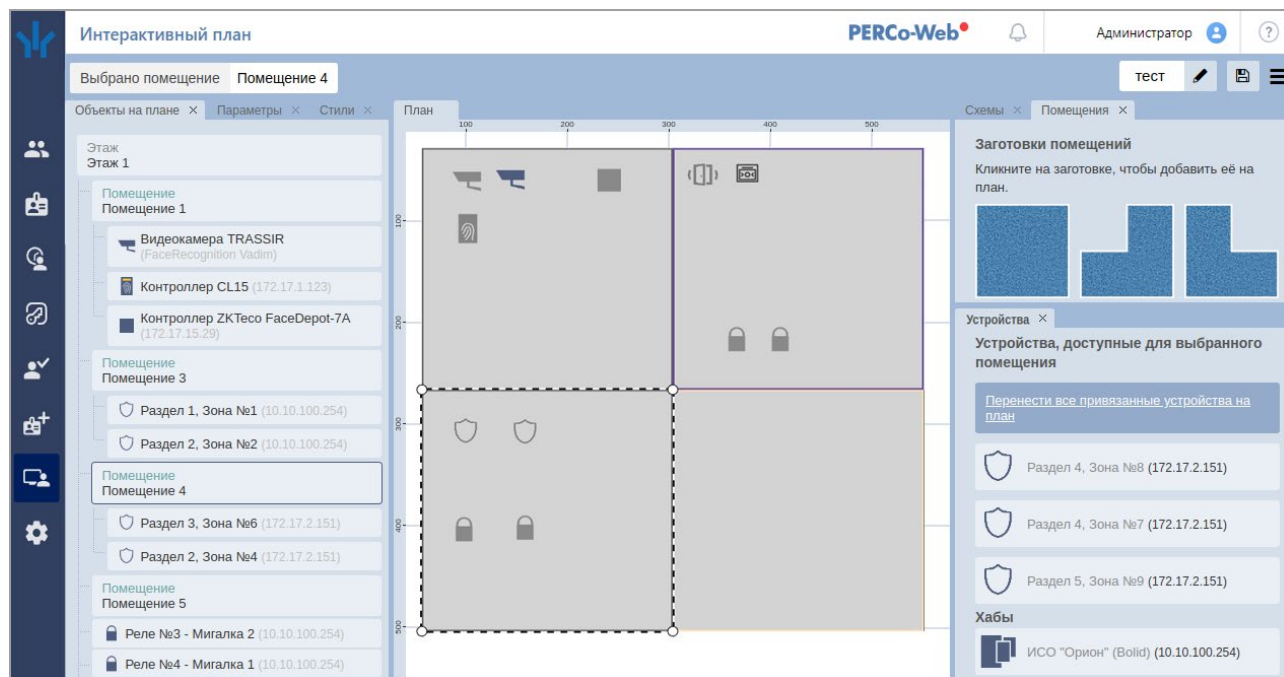 Интерактивный план
PERCo-Web
Администратор
?
Выбрано помещение Помещение 4
тест
Объекты на плане × Параметры × Стили ×
Этаж
Этаж 1
Помещение
Помещение 1
Видеокамера TRASSIR
(FaceRecognition Vadim)
Контроллер CL15 (172.17.1.123)
Контроллер ZKTeco FaceDepot-7A
(172.17.15.29)
Помещение
Помещение 3
Раздел 1, Зона №1 (10.10.100.254)
Раздел 2, Зона №2 (10.10.100.254)
Помещение
Помещение 4
Раздел 3, Зона №6 (172.17.2.151)
Раздел 2, Зона №4 (172.17.2.151)
Помещение
Помещение 5
Реле №3 - Мигалка 2 (10.10.100.254)
Реле №4 - Мигалка 1 (10.10.100.254)
План
100 200 300 400 500
100
200
300
400
500
Схемы × Помещения ×
Заготовки помещений
Кликните на заготовке, чтобы добавить её на
план.
Устройства ×
Устройства, доступные для выбранного
помещения
Перенести все привязанные устройства на
план
Раздел 4, Зона №8 (172.17.2.151)
Раздел 4, Зона №7 (172.17.2.151)
Раздел 5, Зона №9 (172.17.2.151)
Хабы
ИСО "Орион" (Bolid) (10.10.100.254)